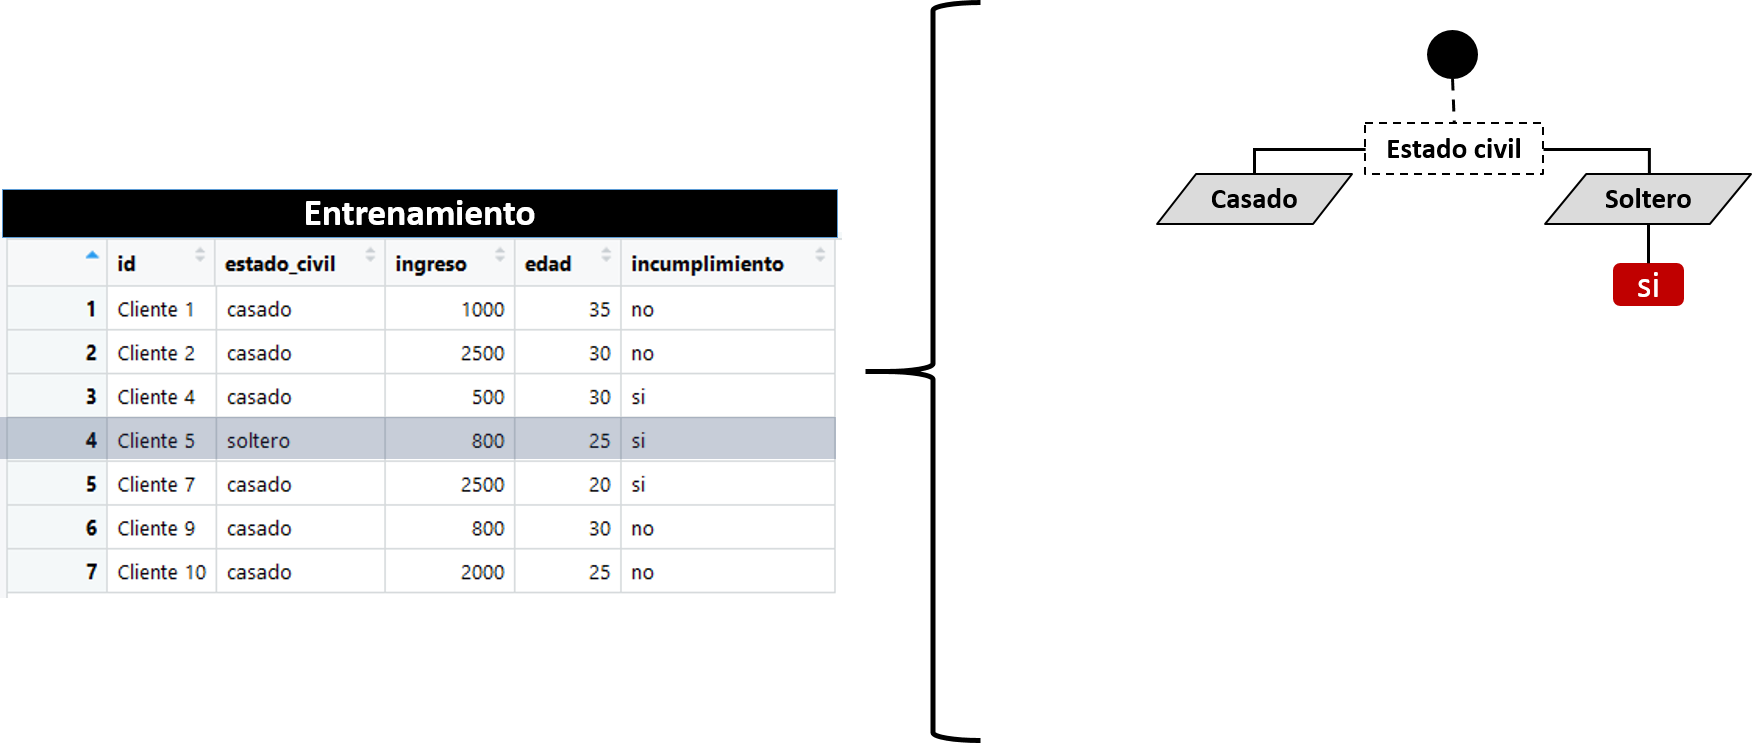 Entrenamiento
id estado_civil ingreso edad incumplimiento
1 Cliente 1 casado 1000 35 no
2 Cliente 2 casado 2500 30 no
3 Cliente 4 casado 500 30 si
4 Cliente 5 soltero 800 25 si
5 Cliente 7 casado 2500 20 si
6 Cliente 9 casado 800 30 no
7 Cliente 10 casado 2000 25 no
Estado civil
Casado Soltero
si